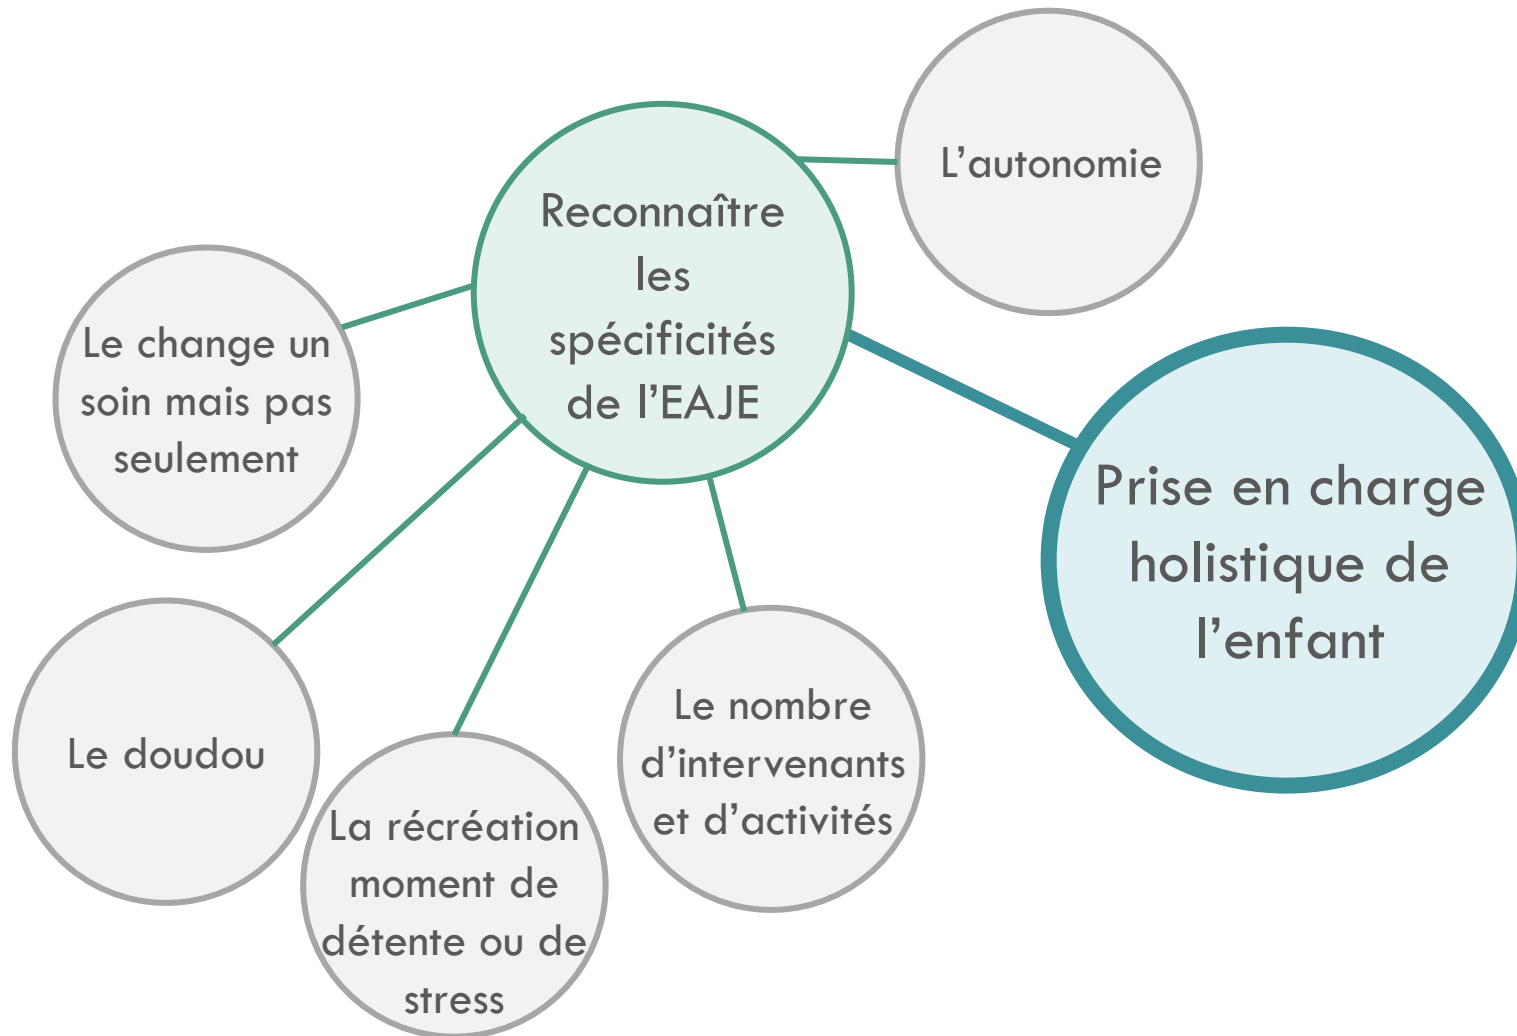 L’autonomie
Reconnaître
les
spécificités
de l’EAJE
Le change un
soin mais pas
seulement
Prise en charge
holistique de
l’enfant
Le doudou
Le nombre
d’intervenants
et d’activités
La récréation
moment de
détente ou de
stress